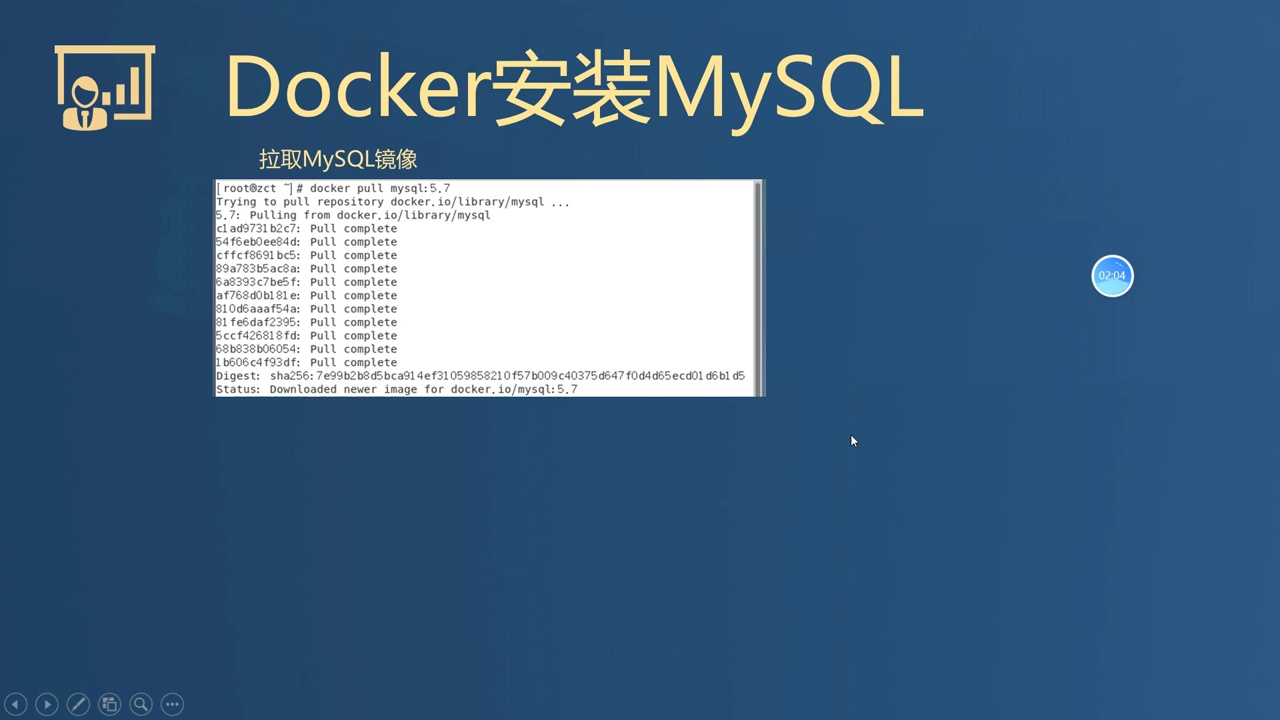 Docker安装MySQL
拉取MySQL镜像
[root@zct ~]# docker pull mysql:5.7
Trying to pull repository docker.io/library/mysql ...
5.7: Pulling from docker.io/library/mysql
c1ad9731b2c7: Pull complete
54f6eb0ee84d: Pull complete
cffcf8691bc5: Pull complete
89a783b5ac8a: Pull complete
6a8393c7be5f: Pull complete
af768d0b181e: Pull complete
810d6aaaf54a: Pull complete
81fe6daf2395: Pull complete
5ccf426818fd: Pull complete
68b838b06054: Pull complete
1b606c4f93df: Pull complete
Digest: sha256:7e99b2b8d5bca914ef31059858210f57b009c40375d647f0d4d65ecd01d6b1d5
Status: Downloaded newer image for docker.io/mysql:5.7
02:04